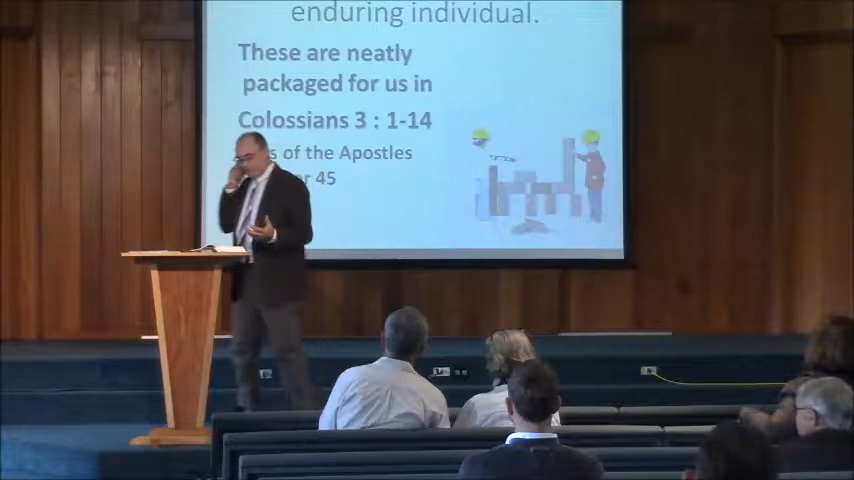 enduring individual.
These are neatly
packaged for us in
Colossians 3 : 1-14
of the Apostles
45